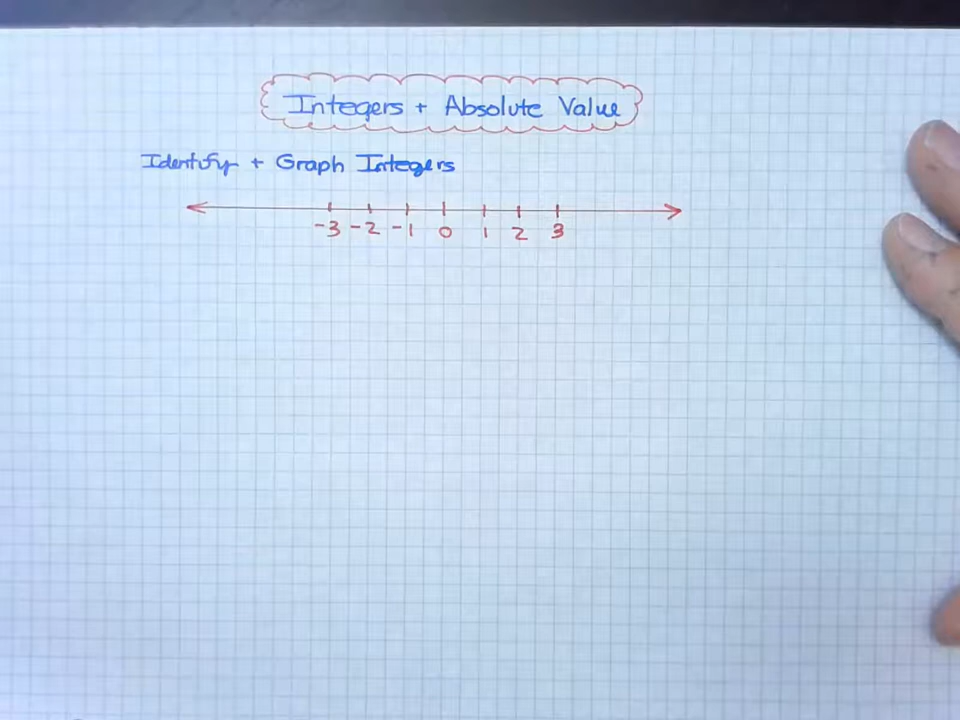 Integers + Absolute Value
Identify + Graph Integers
-3 -2 -1 0 1 2 3